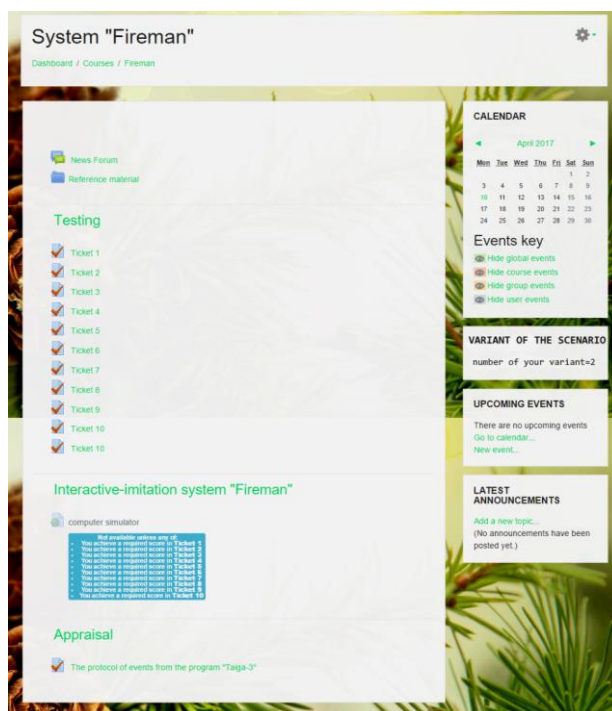 System "Fireman"
Dashboard / Courses / Fireman
News Forum
Reference material
Testing
Ticket 1
Ticket 2
Ticket 3
Ticket 4
Ticket 5
Ticket 6
Ticket 7
Ticket 8
Ticket 9
Ticket 10
Ticket 10
Interactive-imitation system "Fireman"
computer simulator
Not available unless any of:
- You achieve a required score in Ticket 1
- You achieve a required score in Ticket 2
- You achieve a required score in Ticket 3
- You achieve a required score in Ticket 4
- You achieve a required score in Ticket 5
- You achieve a required score in Ticket 6
- You achieve a required score in Ticket 7
- You achieve a required score in Ticket 8
- You achieve a required score in Ticket 9
- You achieve a required score in Ticket 10
Appraisal
The protocol of events from the program "Taiga-3"
CALENDAR
◄ April 2017 ►
Mon Tue Wed Thu Fri Sat Sun
1 2
3 4 5 6 7 8 9
10 11 12 13 14 15 16
17 18 19 20 21 22 23
24 25 26 27 28 29 30
Events key
Hide global events
Hide course events
Hide group events
Hide user events
VARIANT OF THE SCENARIO
number of your variant=2
UPCOMING EVENTS
There are no upcoming events
Go to calendar...
New event...
LATEST
ANNOUNCEMENTS
Add a new topic...
(No announcements have been
posted yet.)